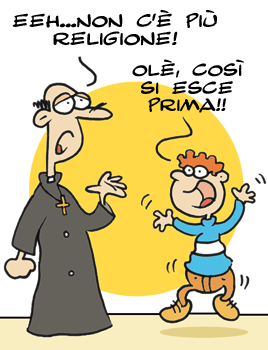 EEH...NON C'È PIÙ
RELIGIONE!
OLÈ, COSÌ
SI ESCE
PRIMA!!